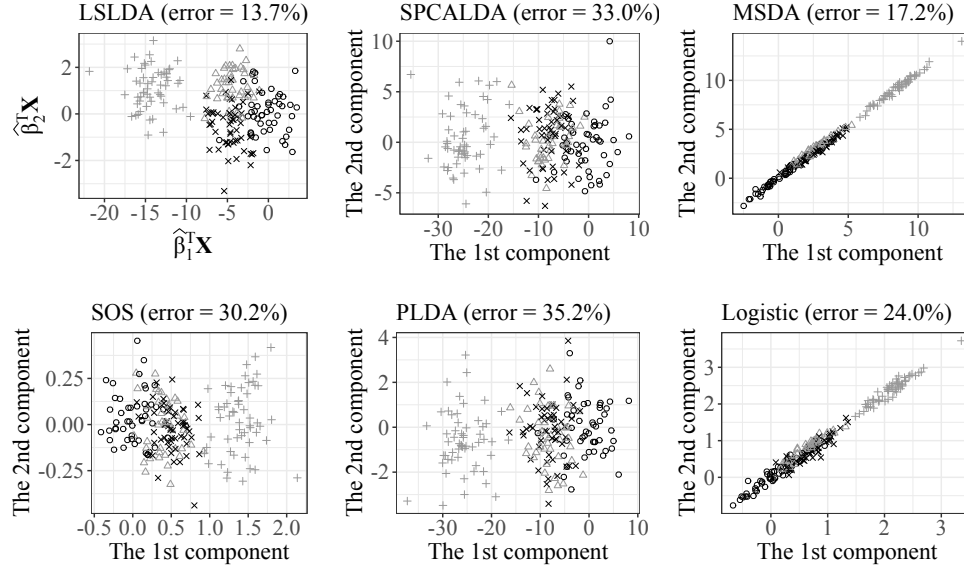 LSLDA (error = 13.7%)
SPCALDA (error = 33.0%)
MSDA (error = 17.2%)
β̂₂ᵀX
2
0
-2
-20
-15
-10
-5
0
β̂₁ᵀX
The 2nd component
10
5
0
-5
-30
-20
-10
0
10
The 1st component
The 2nd component
10
5
0
0
5
10
The 1st component
SOS (error = 30.2%)
PLDA (error = 35.2%)
Logistic (error = 24.0%)
The 2nd component
0.25
0.00
-0.25
-0.5
0.0
0.5
1.0
1.5
2.0
The 1st component
The 2nd component
4
2
0
-2
-30
-20
-10
0
10
The 1st component
The 2nd component
3
2
1
0
0
1
2
3
The 1st component